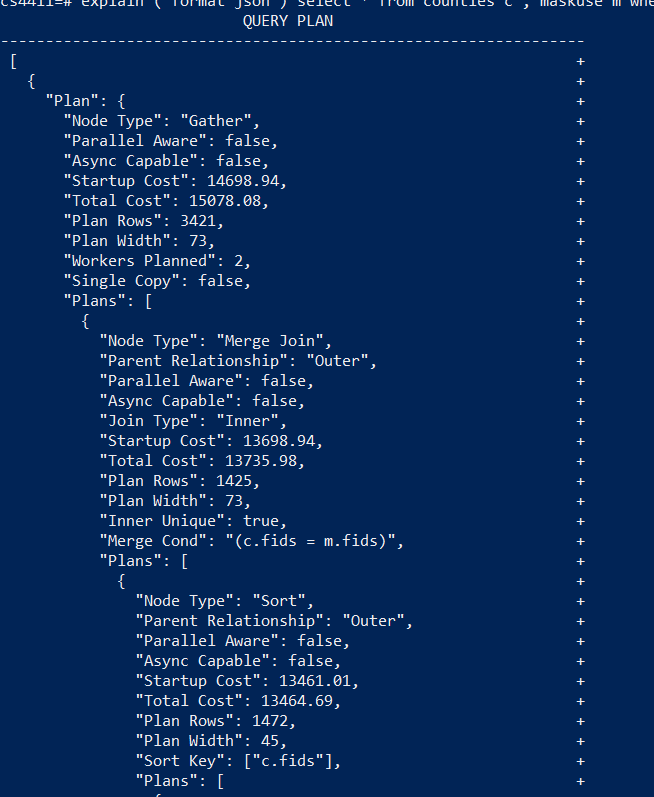 cs4411=# explain ( format json ) select * from counties c , maskuse m whe
QUERY PLAN
-----------------------------------------------------------------
[ +
{ +
"Plan": { +
"Node Type": "Gather", +
"Parallel Aware": false, +
"Async Capable": false, +
"Startup Cost": 14698.94, +
"Total Cost": 15078.08, +
"Plan Rows": 3421, +
"Plan Width": 73, +
"Workers Planned": 2, +
"Single Copy": false, +
"Plans": [ +
{ +
"Node Type": "Merge Join", +
"Parent Relationship": "Outer", +
"Parallel Aware": false, +
"Async Capable": false, +
"Join Type": "Inner", +
"Startup Cost": 13698.94, +
"Total Cost": 13735.98, +
"Plan Rows": 1425, +
"Plan Width": 73, +
"Inner Unique": true, +
"Merge Cond": "(c.fids = m.fids)", +
"Plans": [ +
{ +
"Node Type": "Sort", +
"Parent Relationship": "Outer", +
"Parallel Aware": false, +
"Async Capable": false, +
"Startup Cost": 13461.01, +
"Total Cost": 13464.69, +
"Plan Rows": 1472, +
"Plan Width": 45, +
"Sort Key": ["c.fids"], +
"Plans": [ +